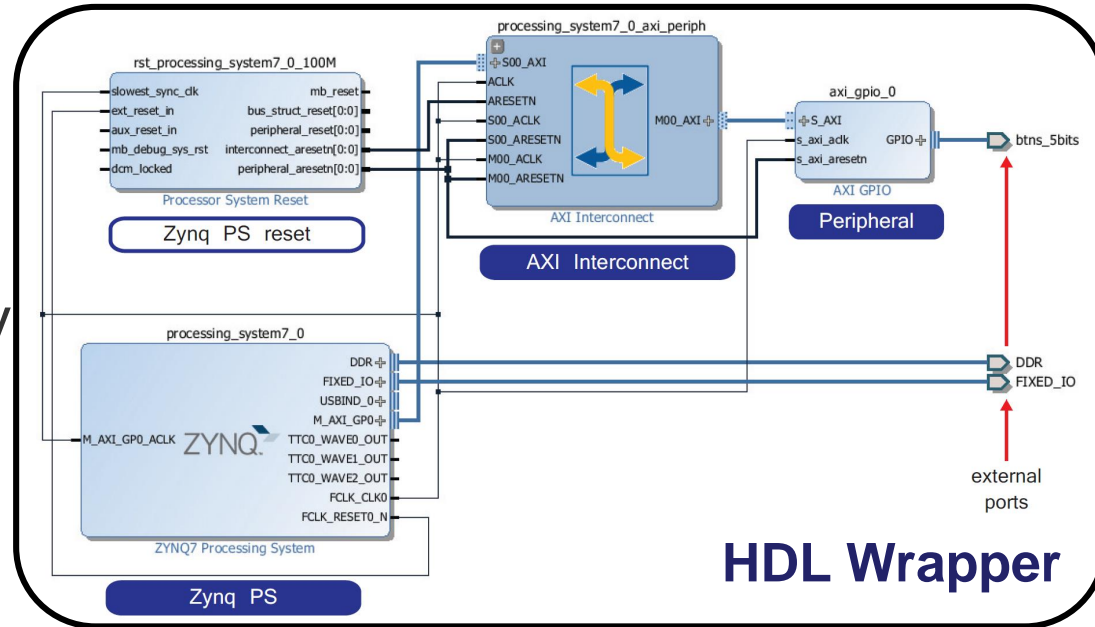 processing_system7_0_axi_periph
S00_AXI
ACLK
ARESETN
S00_ACLK
S00_ARESETN
M00_ACLK
M00_ARESETN
M00_AXI
AXI Interconnect
AXI Interconnect
rst_processing_system7_0_100M
slowest_sync_clk
mb_reset
ext_reset_in
bus_struct_reset[0:0]
aux_reset_in
peripheral_reset[0:0]
mb_debug_sys_rst
interconnect_aresetn[0:0]
dcm_locked
peripheral_aresetn[0:0]
Processor System Reset
Zynq PS reset
axi_gpio_0
S_AXI
s_axi_aclk
GPIO
s_axi_aresetn
AXI GPIO
Peripheral
btns_5bits
y
processing_system7_0
DDR
FIXED_IO
USBIND_0
M_AXI_GP0
M_AXI_GP0_ACLK
ZYNQ
TTC0_WAVE0_OUT
TTC0_WAVE1_OUT
TTC0_WAVE2_OUT
FCLK_CLK0
FCLK_RESET0_N
ZYNQ7 Processing System
Zynq PS
DDR
FIXED_IO
external
ports
HDL Wrapper